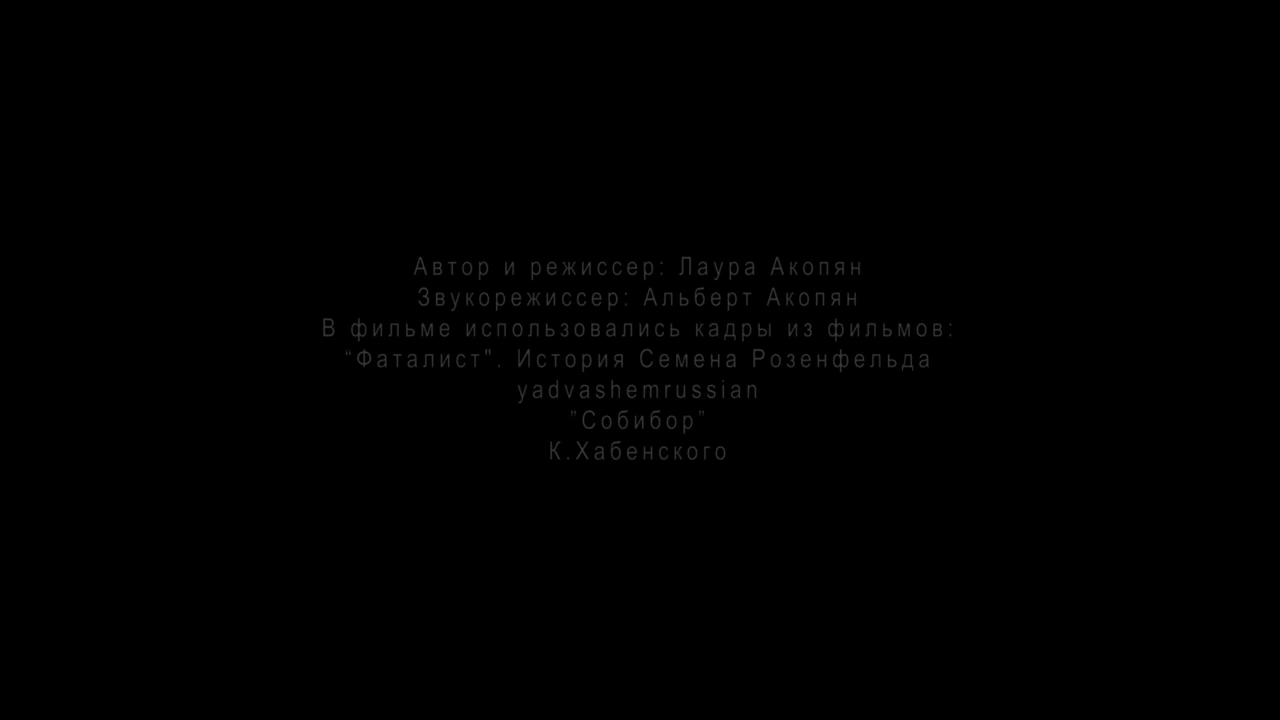 Автор и режиссер: Лаура Акопян
Звукорежиссер: Альберт Акопян
В фильме использовались кадры из фильмов:
“Фаталист". История Семена Розенфельда
yadvashemrussian
”Собибор”
К.Хабенского